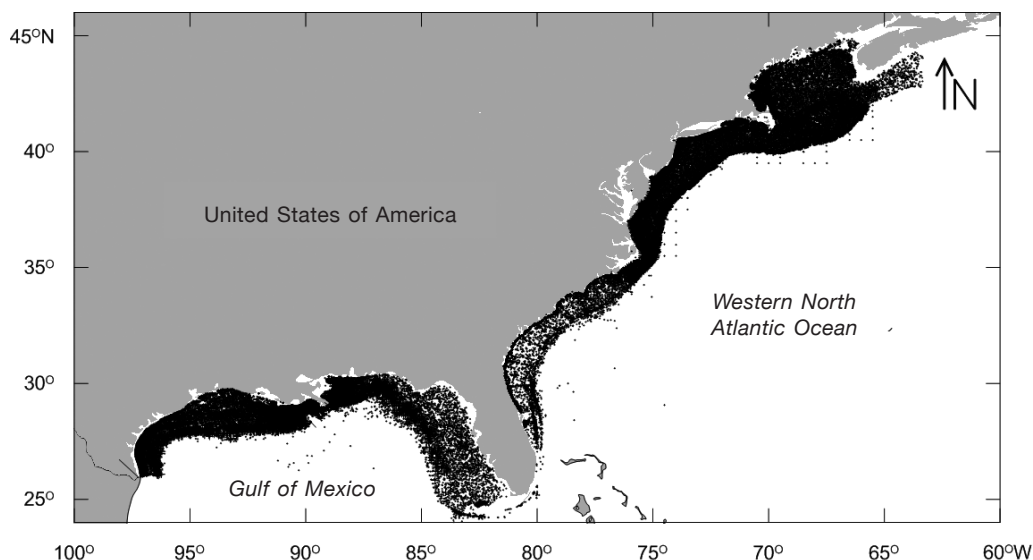 45°N
N
40°
United States of America
35°
Western North
Atlantic Ocean
30°
25°
Gulf of Mexico
100° 95° 90° 85° 80° 75° 70° 65° 60°W